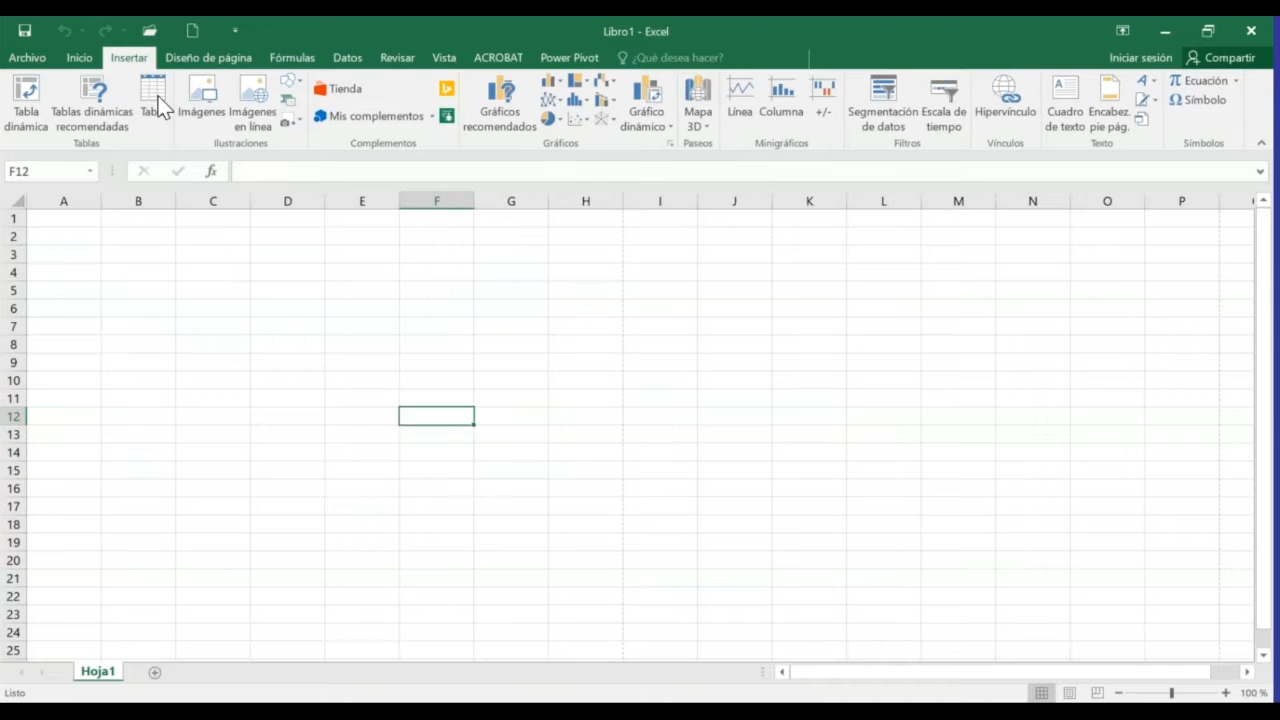 Libro1 - Excel
Archivo Inicio Insertar Diseño de página Fórmulas Datos Revisar Vista ACROBAT Power Pivot ¿Qué desea hacer? Iniciar sesión Compartir
Tabla dinámica
Tablas dinámicas recomendadas
Imágenes
Imágenes en línea
Tienda
Mis complementos
Gráficos recomendados
Gráfico dinámico
Mapa 3D
Línea
Columna
+/-
Segmentación de datos
Escala de tiempo
Hipervínculo
Cuadro de texto
Encabez. pie pág.
Ecuación
Símbolo
Tablas Ilustraciones Complementos Gráficos Paseos Minigráficos Filtros Vínculos Texto Símbolos
F12 fx
A B C D E F G H I J K L M N O P
1
2
3
4
5
6
7
8
9
10
11
12
13
14
15
16
17
18
19
20
21
22
23
24
25
Hoja1
Listo 100 %